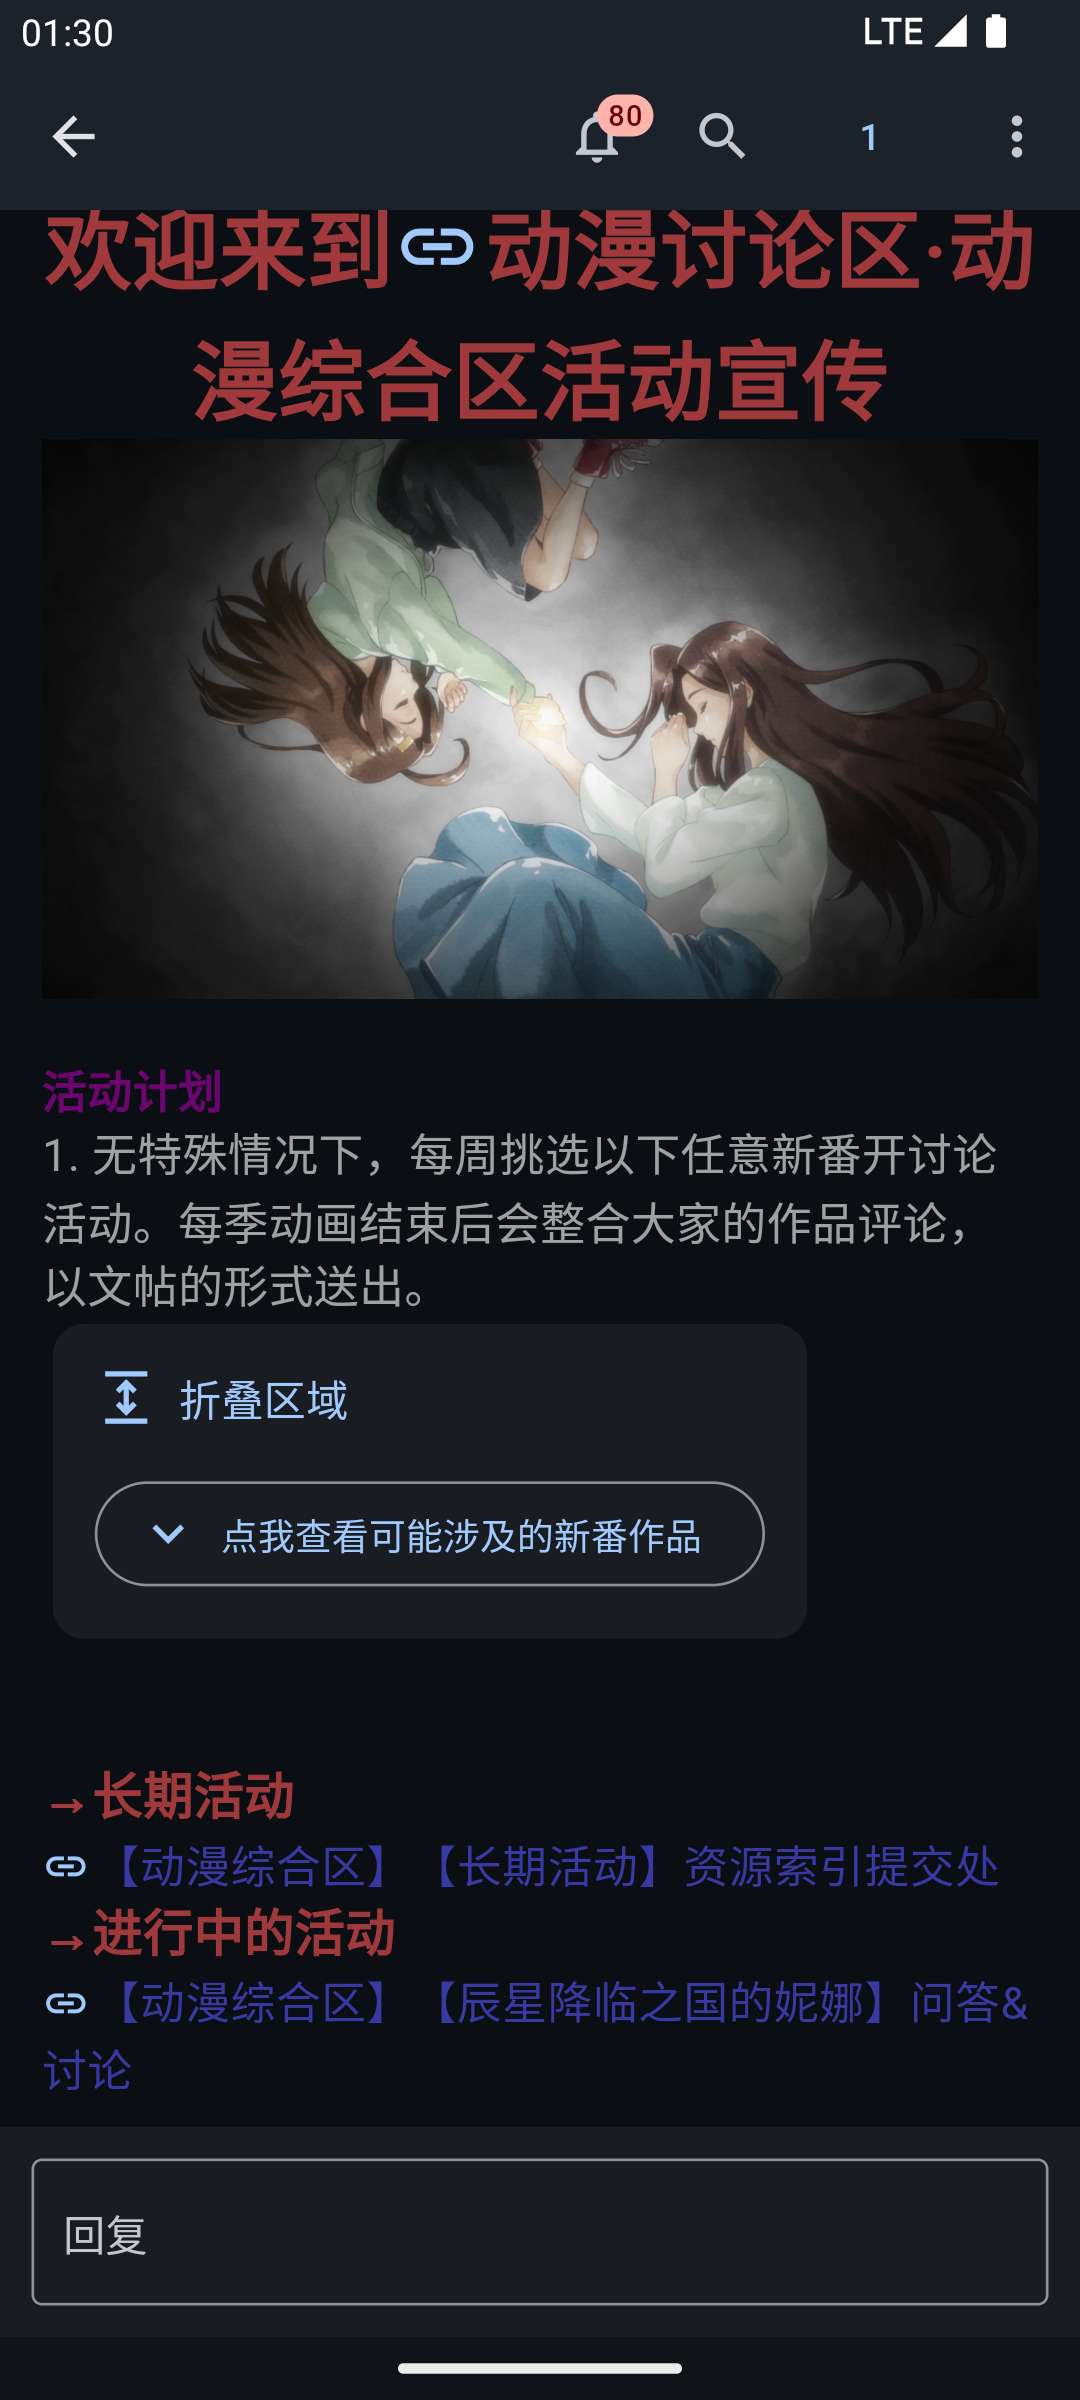 01:30
LTE
80
1
欢迎来到动漫讨论区·动
漫综合区活动宣传
活动计划
1. 无特殊情况下，每周挑选以下任意新番开讨论
活动。每季动画结束后会整合大家的作品评论，
以文帖的形式送出。
折叠区域
点我查看可能涉及的新番作品
→长期活动
【动漫综合区】【长期活动】资源索引提交处
→进行中的活动
【动漫综合区】【辰星降临之国的妮娜】问答&
讨论
回复